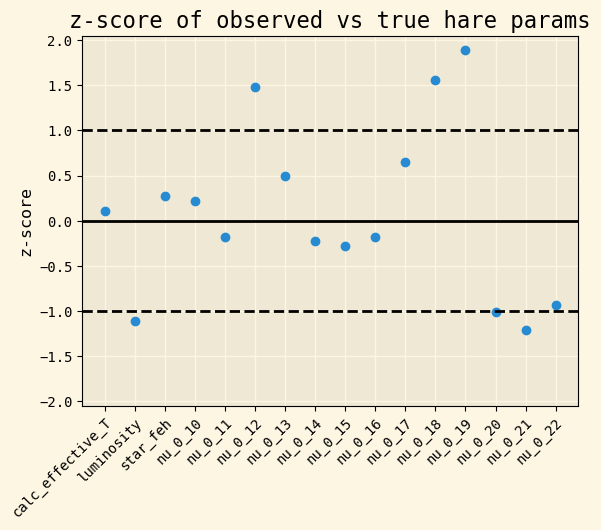 z-score of observed vs true hare params
z-score
2.0
1.5
1.0
0.5
0.0
−0.5
−1.0
−1.5
−2.0
calc_effective_T
luminosity
star_feh
nu_0_10
nu_0_11
nu_0_12
nu_0_13
nu_0_14
nu_0_15
nu_0_16
nu_0_17
nu_0_18
nu_0_19
nu_0_20
nu_0_21
nu_0_22